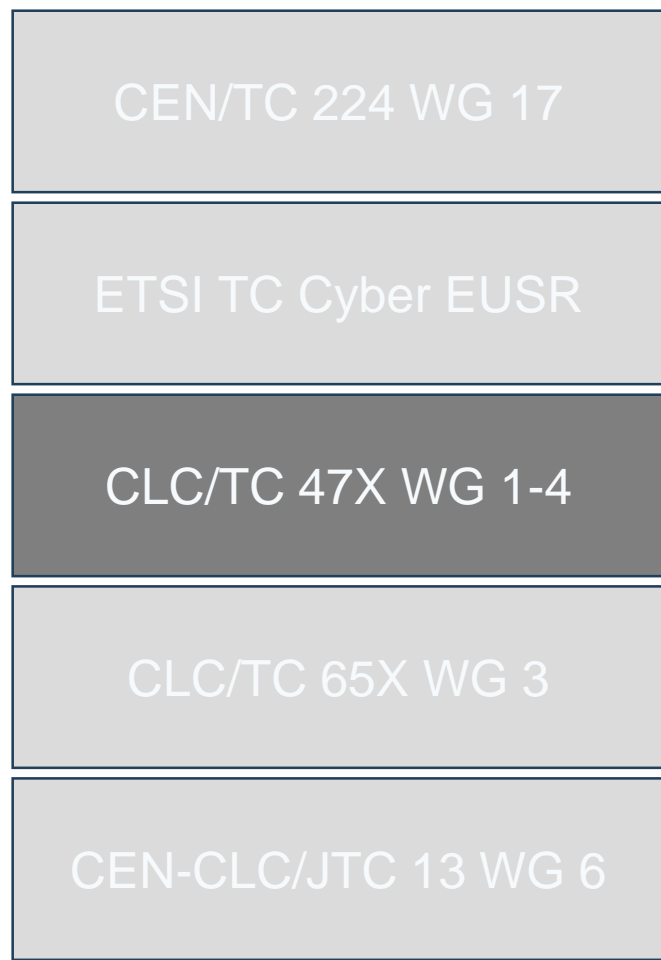 CEN/TC 224 WG 17
ETSI TC Cyber EUSR
CLC/TC 47X WG 1-4
CLC/TC 65X WG 3
CEN-CLC/JTC 13 WG 6